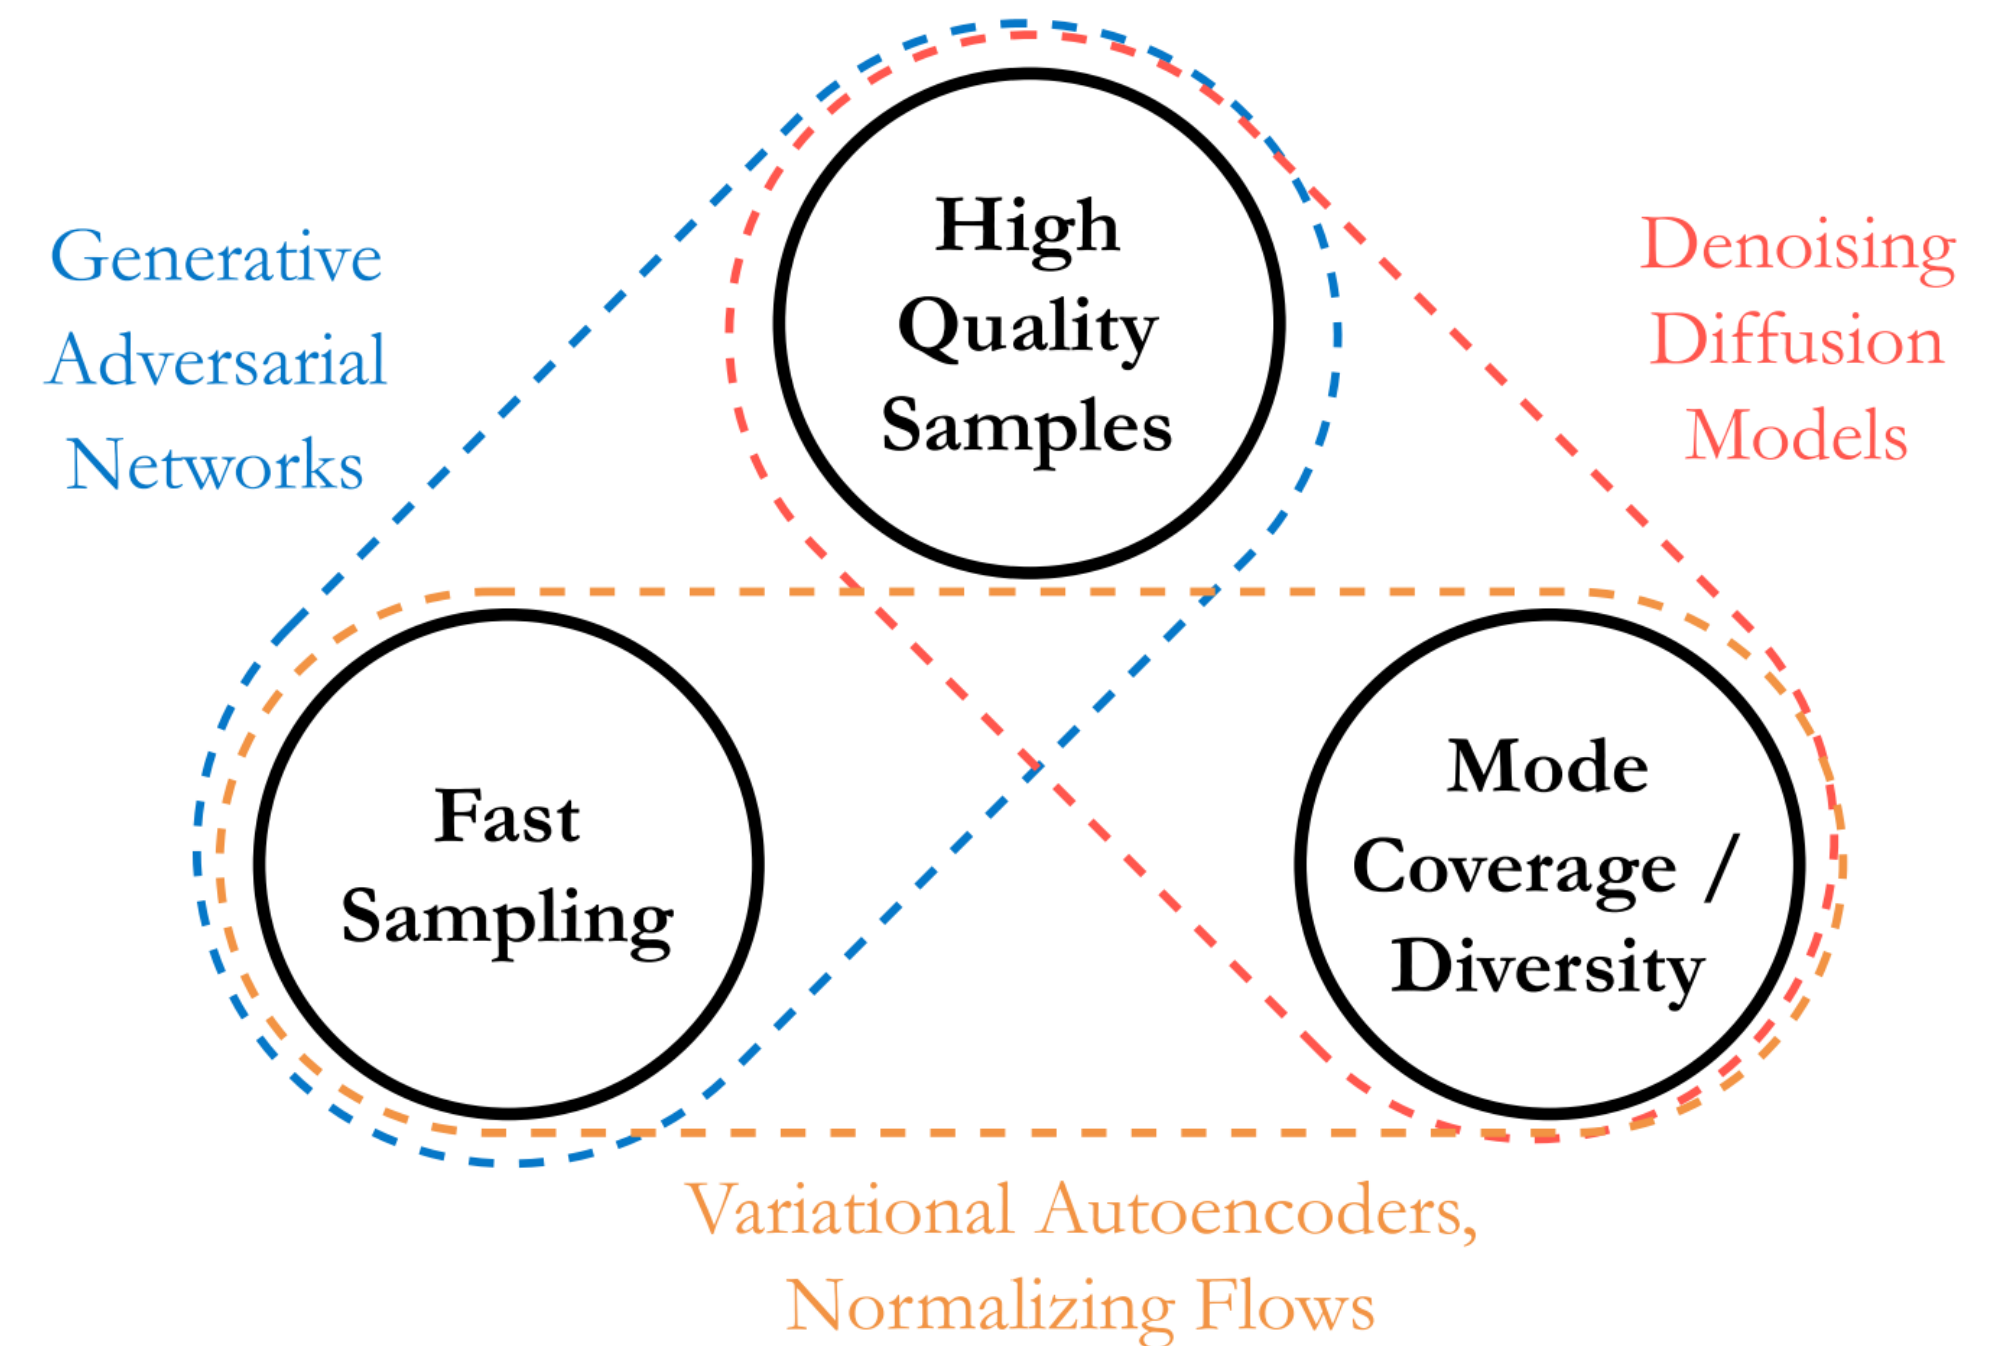 High
Quality
Samples
Generative
Adversarial
Networks
Denoising
Diffusion
Models
Fast
Sampling
Mode
Coverage /
Diversity
Variational Autoencoders,
Normalizing Flows